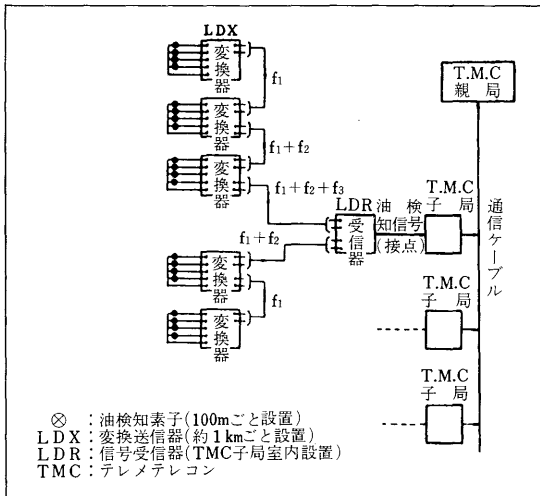 LDX
変換器
f₁
変換器
f₁+f₂
変換器
f₁+f₂+f₃
LDR
受信器
油検知信号(接点)
f₁+f₂
変換器
f₁
変換器
T.M.C
親局
T.M.C
子局
通信ケーブル
T.M.C
子局
T.M.C
子局
⊗:油検知素子(100mごと設置)
LDX:変換送信器(約1kmごと設置)
LDR:信号受信器(TMC子局室内設置)
TMC:テレメテレコン